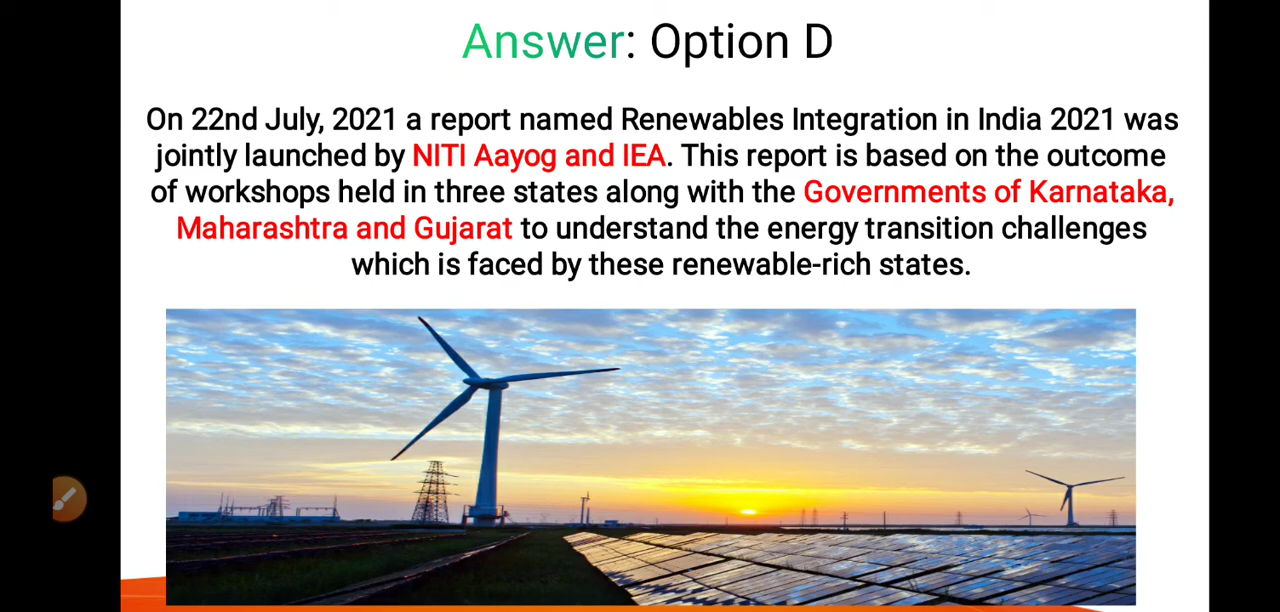 Answer: Option D
On 22nd July, 2021 a report named Renewables Integration in India 2021 was
jointly launched by NITI Aayog and IEA. This report is based on the outcome
of workshops held in three states along with the Governments of Karnataka,
Maharashtra and Gujarat to understand the energy transition challenges
which is faced by these renewable-rich states.